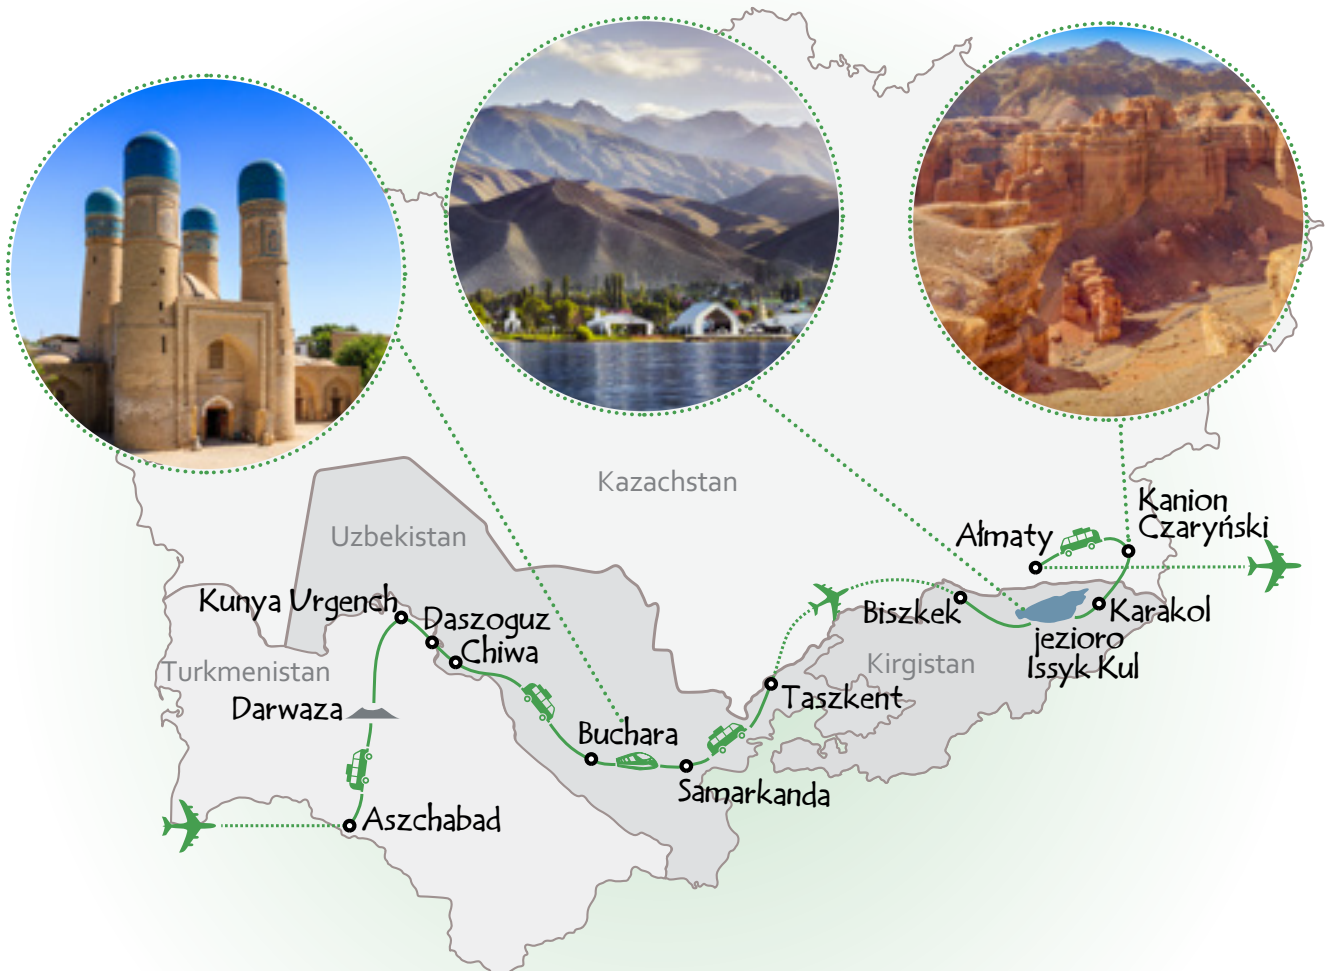 Kazachstan
Uzbekistan
Kanion
Czaryński
Ałmaty
Kunya Urgench
Daszoguz
Chiwa
Biszkek
Karakol
jezioro
Issyk Kul
Kirgistan
Turkmenistan
Darwaza
Taszkent
Buchara
Samarkanda
Aszchabad